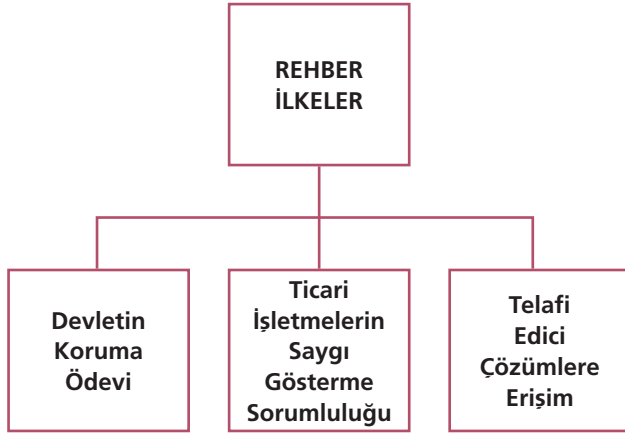 REHBER
İLKELER
Devletin
Koruma
Ödevi
Ticari
İşletmelerin
Saygı
Gösterme
Sorumluluğu
Telafi
Edici
Çözümlere
Erişim